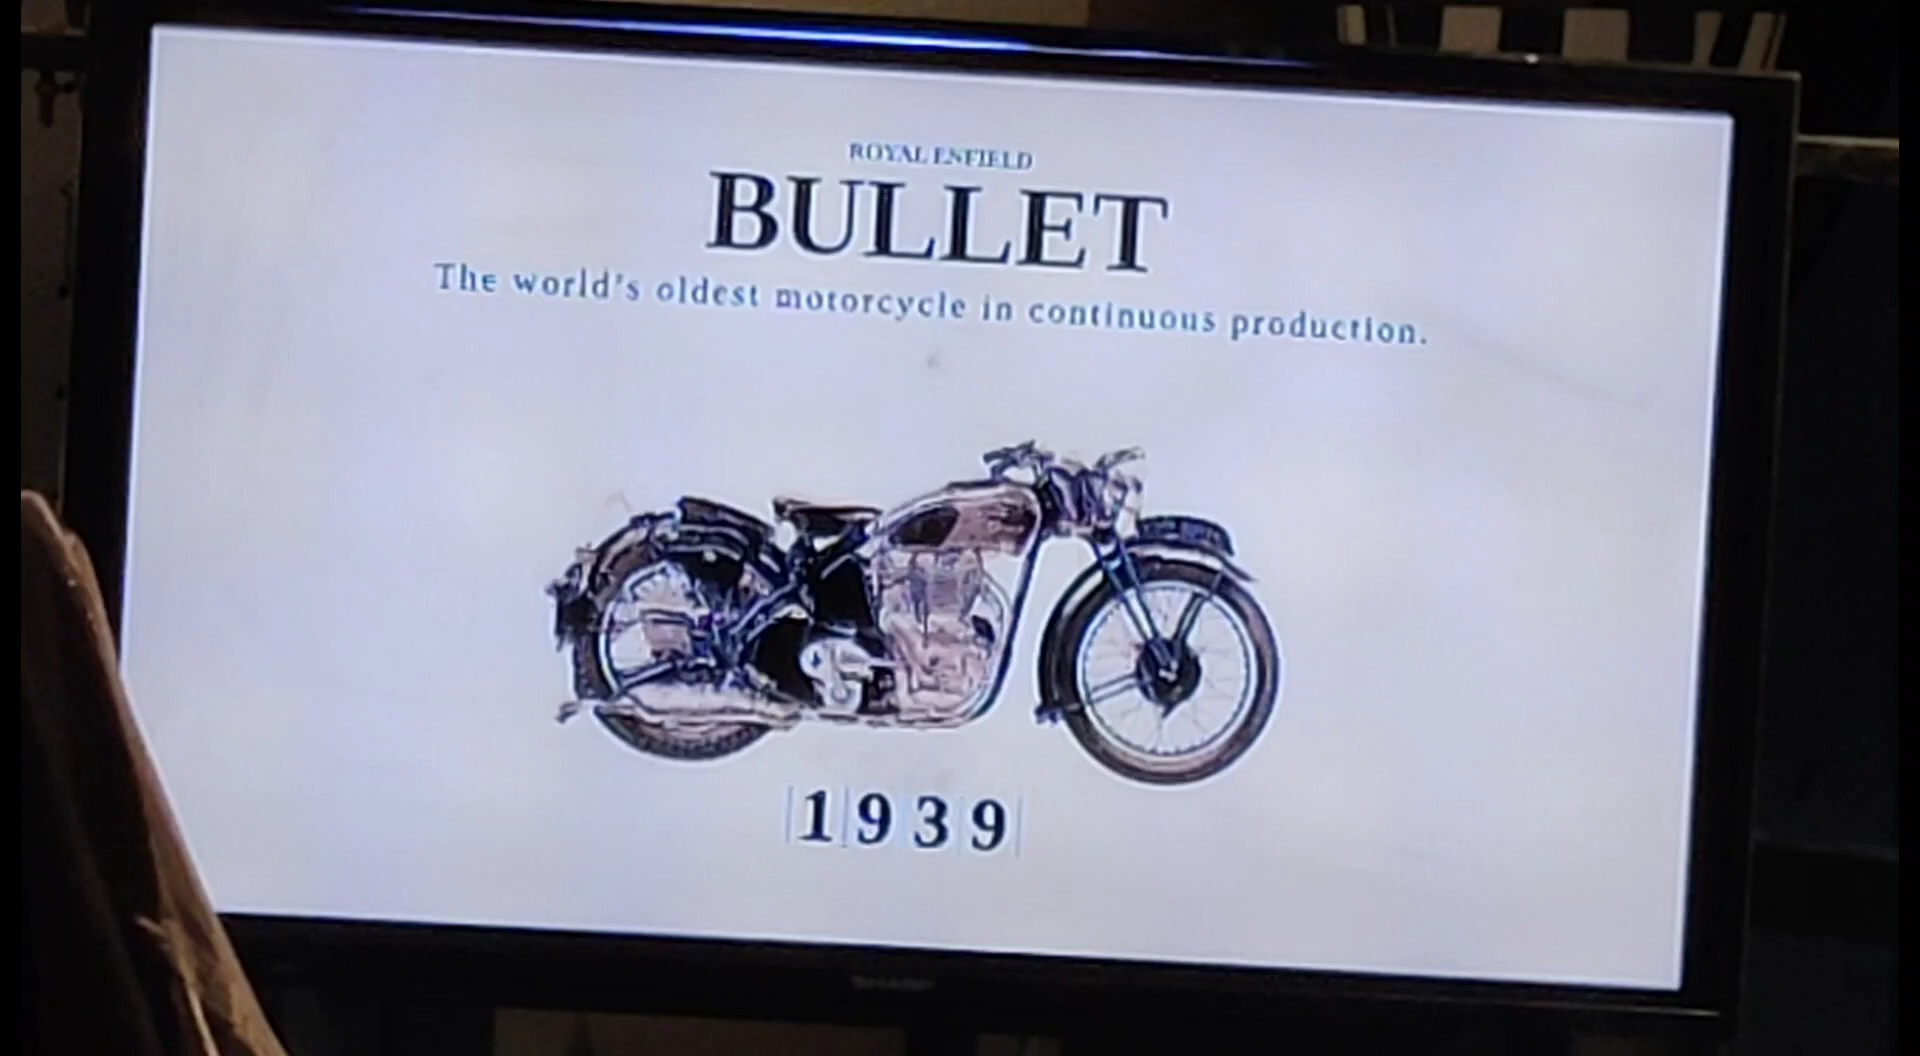 ROYAL ENFIELD
BULLET
The world's oldest motorcycle in continuous production.
1939